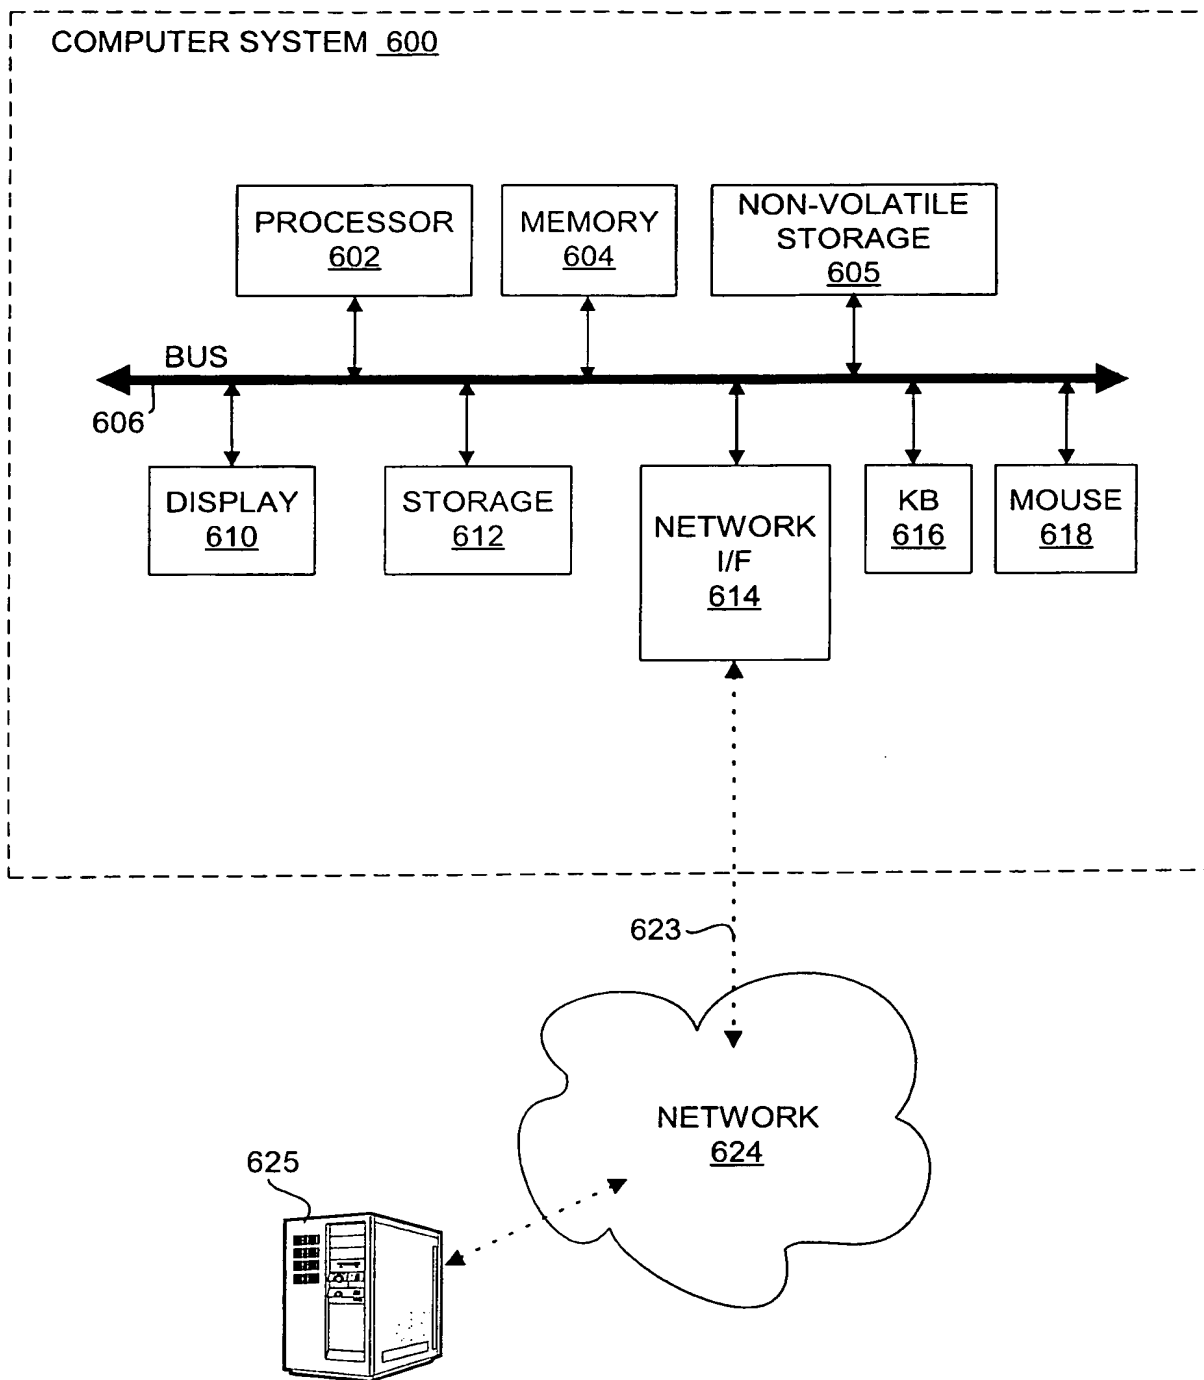 COMPUTER SYSTEM 600
PROCESSOR
602
MEMORY
604
NON-VOLATILE
STORAGE
605
BUS
606
DISPLAY
610
STORAGE
612
NETWORK
I/F
614
KB
616
MOUSE
618
623
NETWORK
624
625